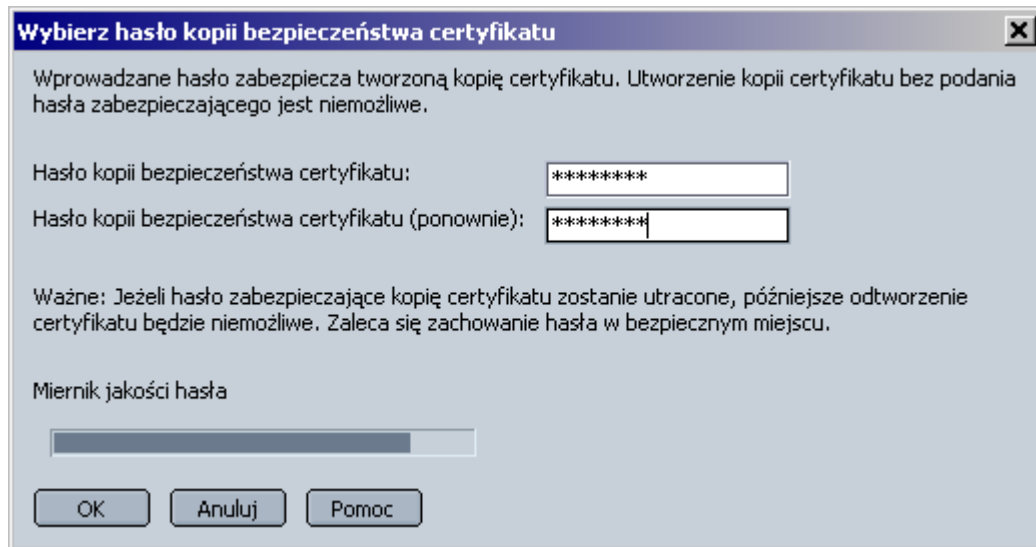 Wybierz hasło kopii bezpieczeństwa certyfikatu
Wprowadzane hasło zabezpiecza tworzoną kopię certyfikatu. Utworzenie kopii certyfikatu bez podania
hasła zabezpieczającego jest niemożliwe.
Hasło kopii bezpieczeństwa certyfikatu: ********
Hasło kopii bezpieczeństwa certyfikatu (ponownie): ********
Ważne: Jeżeli hasło zabezpieczające kopię certyfikatu zostanie utracone, późniejsze odtworzenie
certyfikatu będzie niemożliwe. Zaleca się zachowanie hasła w bezpiecznym miejscu.
Miernik jakości hasła
OK Anuluj Pomoc